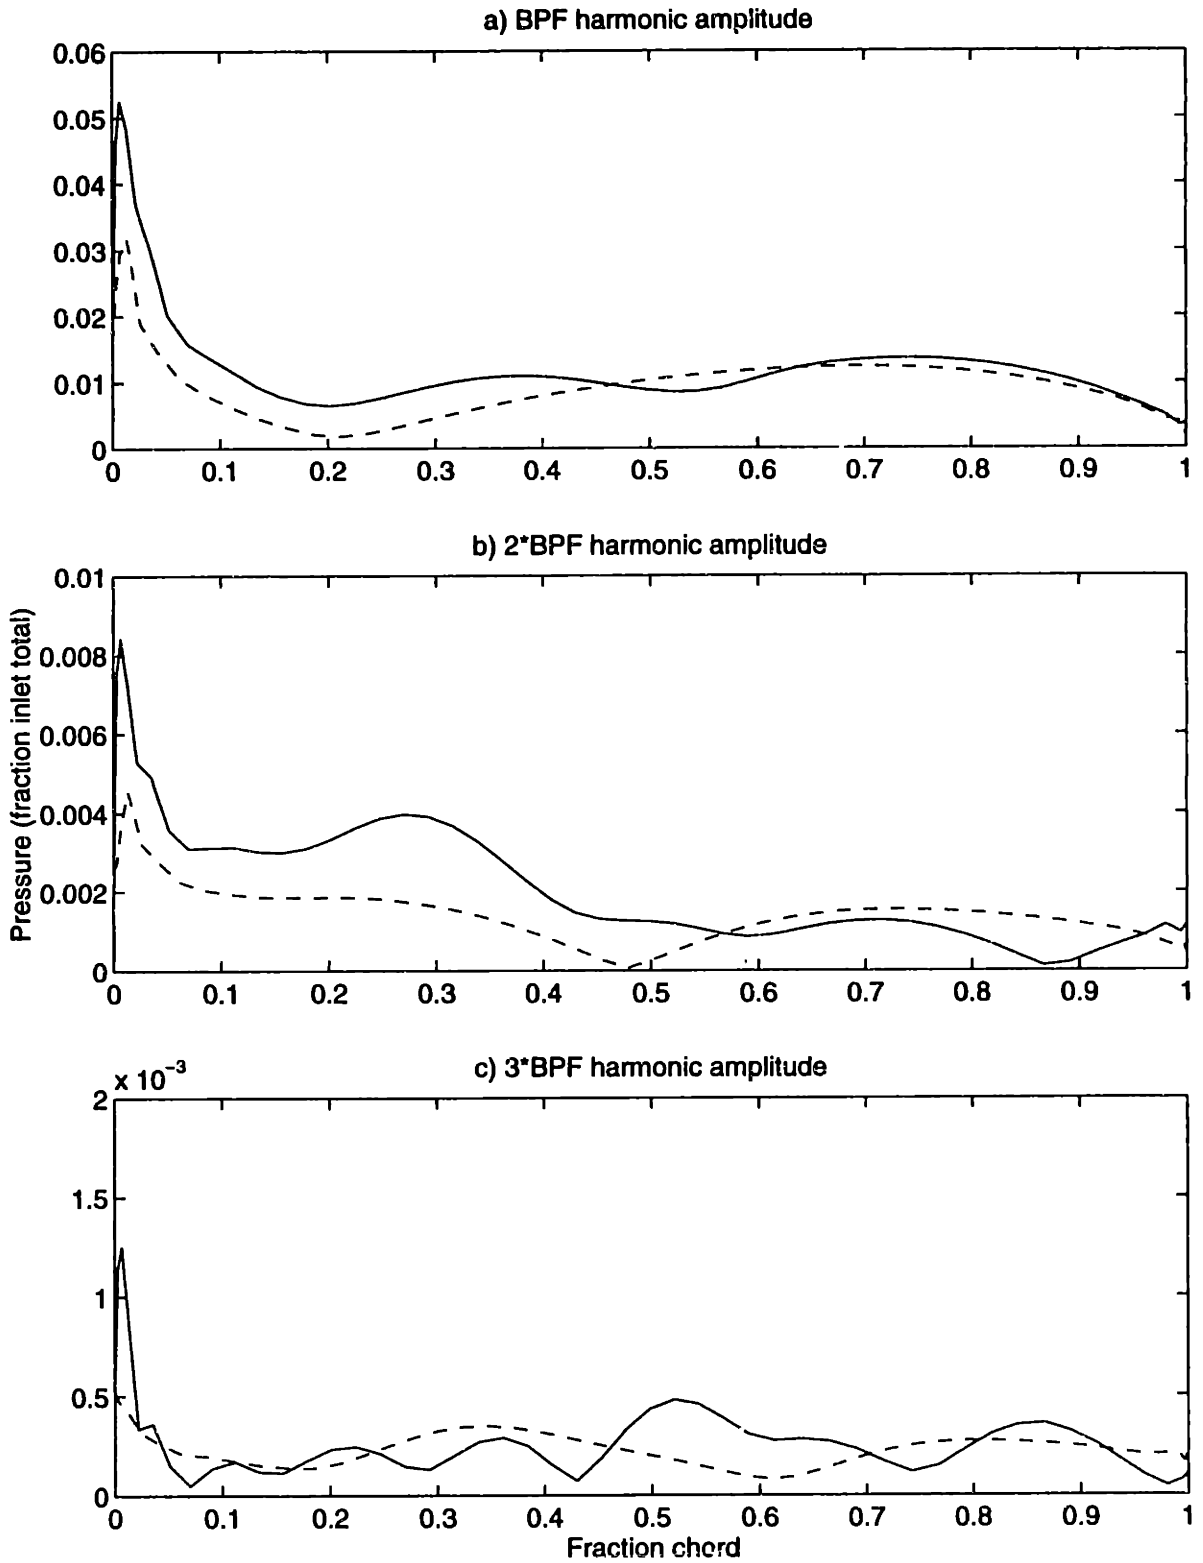 a) BPF harmonic amplitude
0.06
0.05
0.04
0.03
0.02
0.01
0
0 0.1 0.2 0.3 0.4 0.5 0.6 0.7 0.8 0.9 1
b) 2*BPF harmonic amplitude
Pressure (fraction inlet total)
0.01
0.008
0.006
0.004
0.002
0
0 0.1 0.2 0.3 0.4 0.5 0.6 0.7 0.8 0.9 1
c) 3*BPF harmonic amplitude
x 10⁻³
2
1.5
1
0.5
0
0 0.1 0.2 0.3 0.4 0.5 0.6 0.7 0.8 0.9 1
Fraction chord